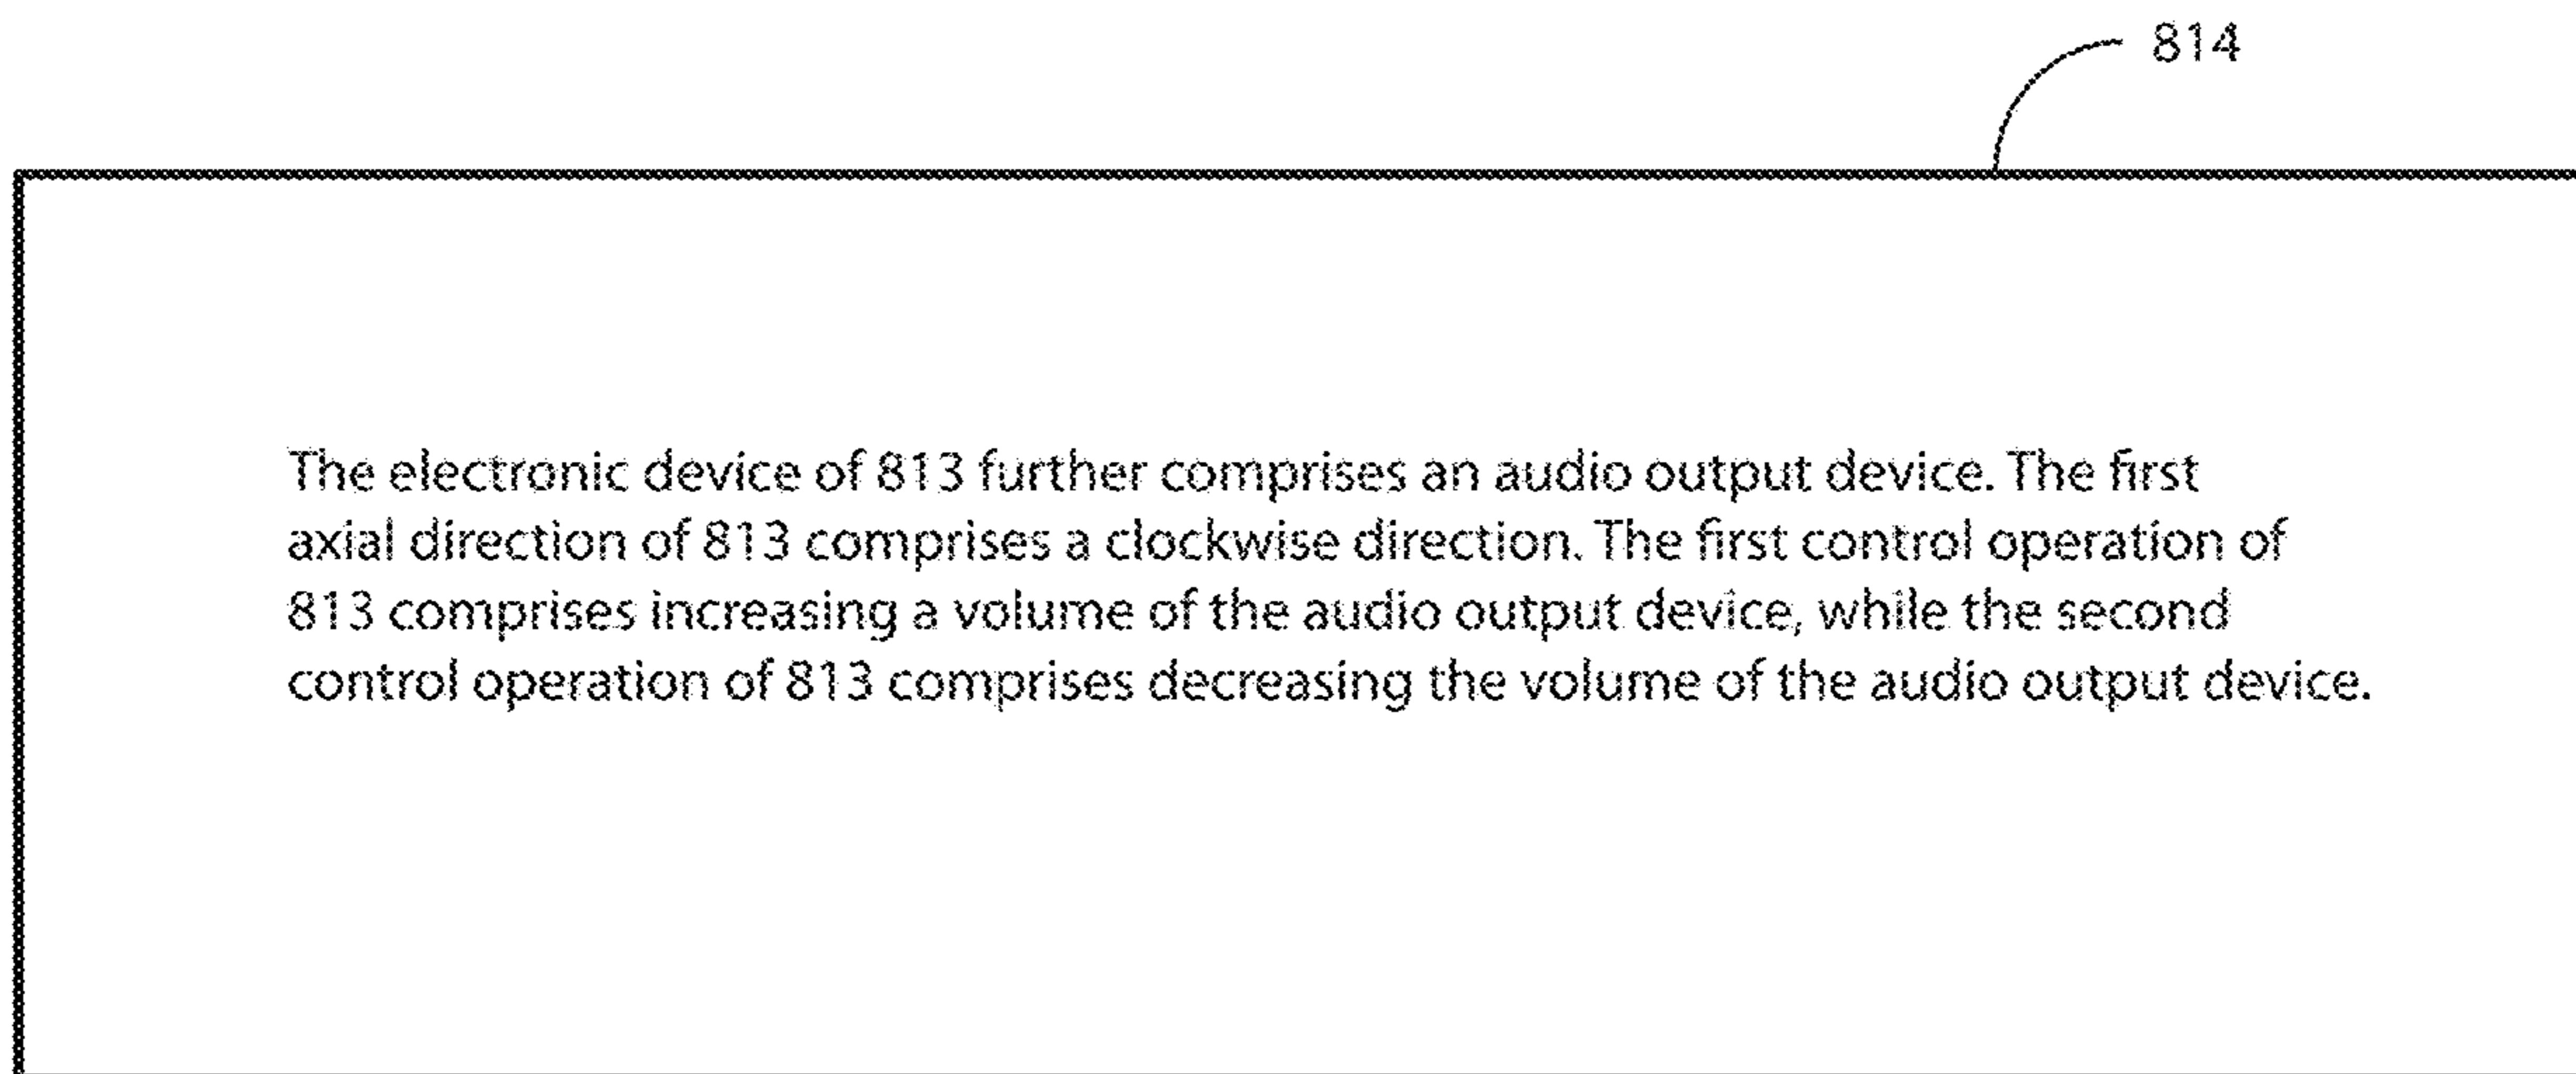 814
The electronic device of 813 further comprises an audio output device. The first
axial direction of 813 comprises a clockwise direction. The first control operation of
813 comprises increasing a volume of the audio output device, while the second
control operation of 813 comprises decreasing the volume of the audio output device.